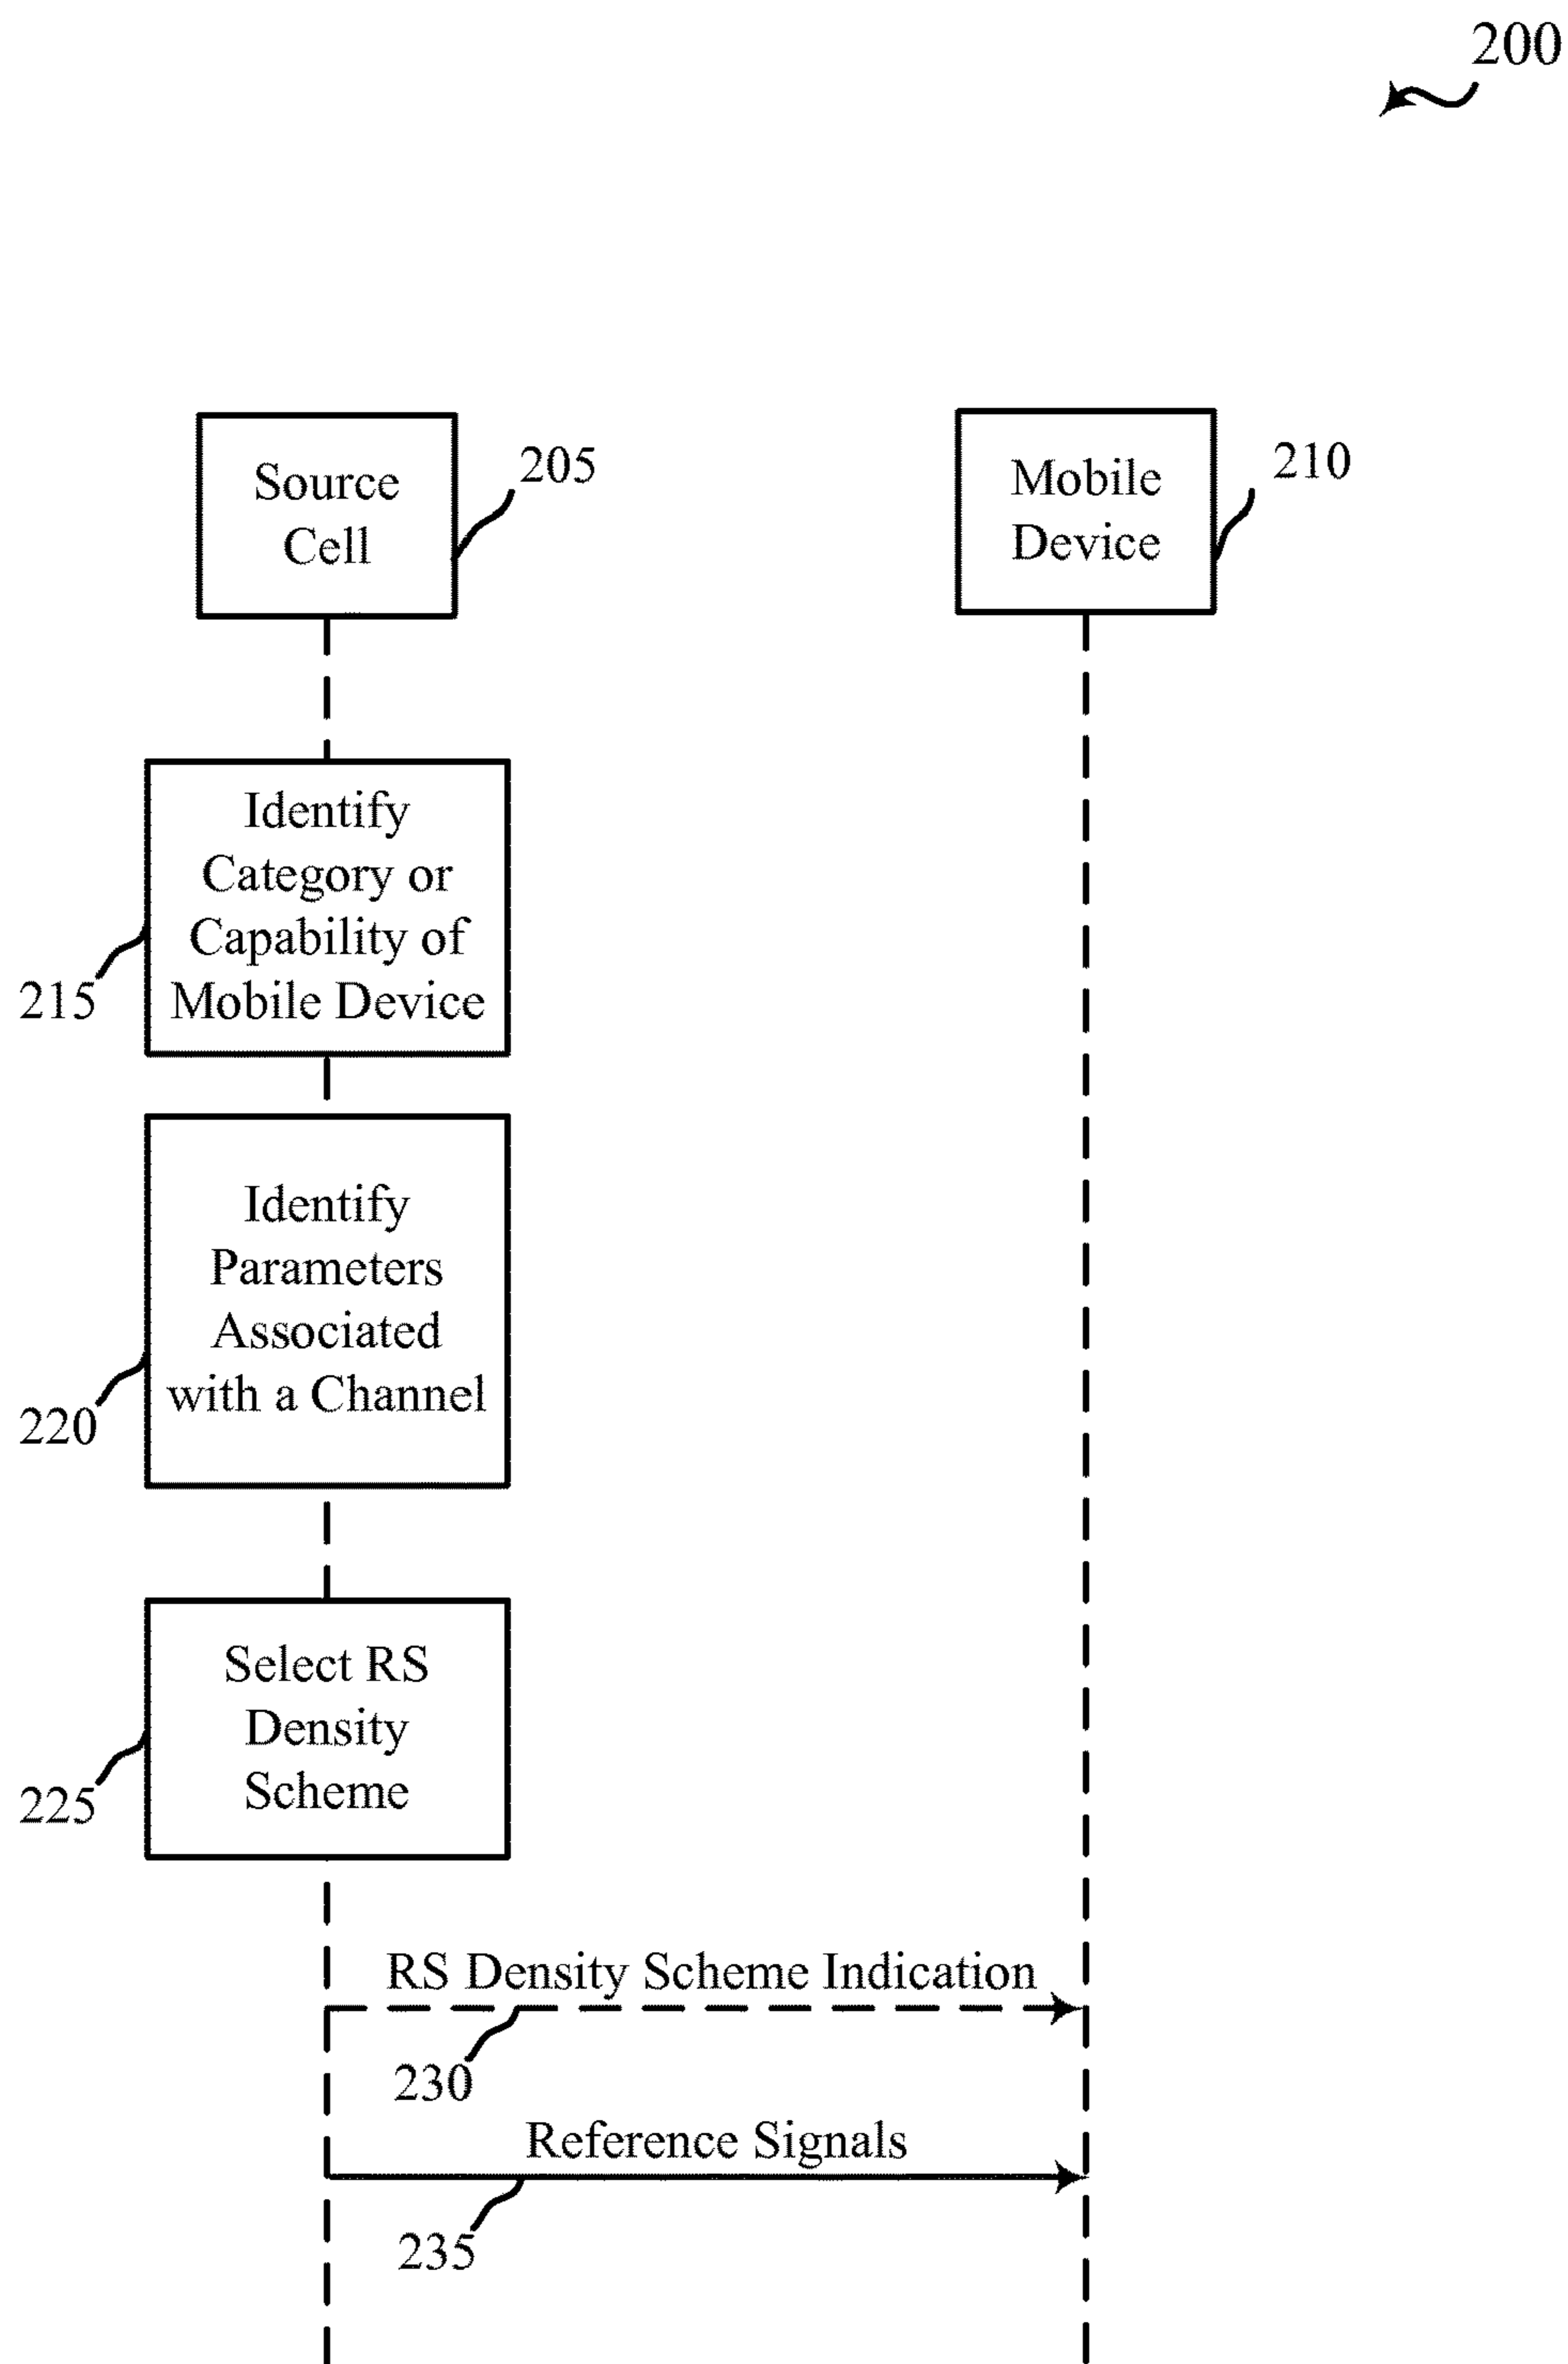 200
Source
Cell
205
Mobile
Device
210
Identify
Category or
Capability of
Mobile Device
215
Identify
Parameters
Associated
with a Channel
220
Select RS
Density
Scheme
225
RS Density Scheme Indication
230
Reference Signals
235